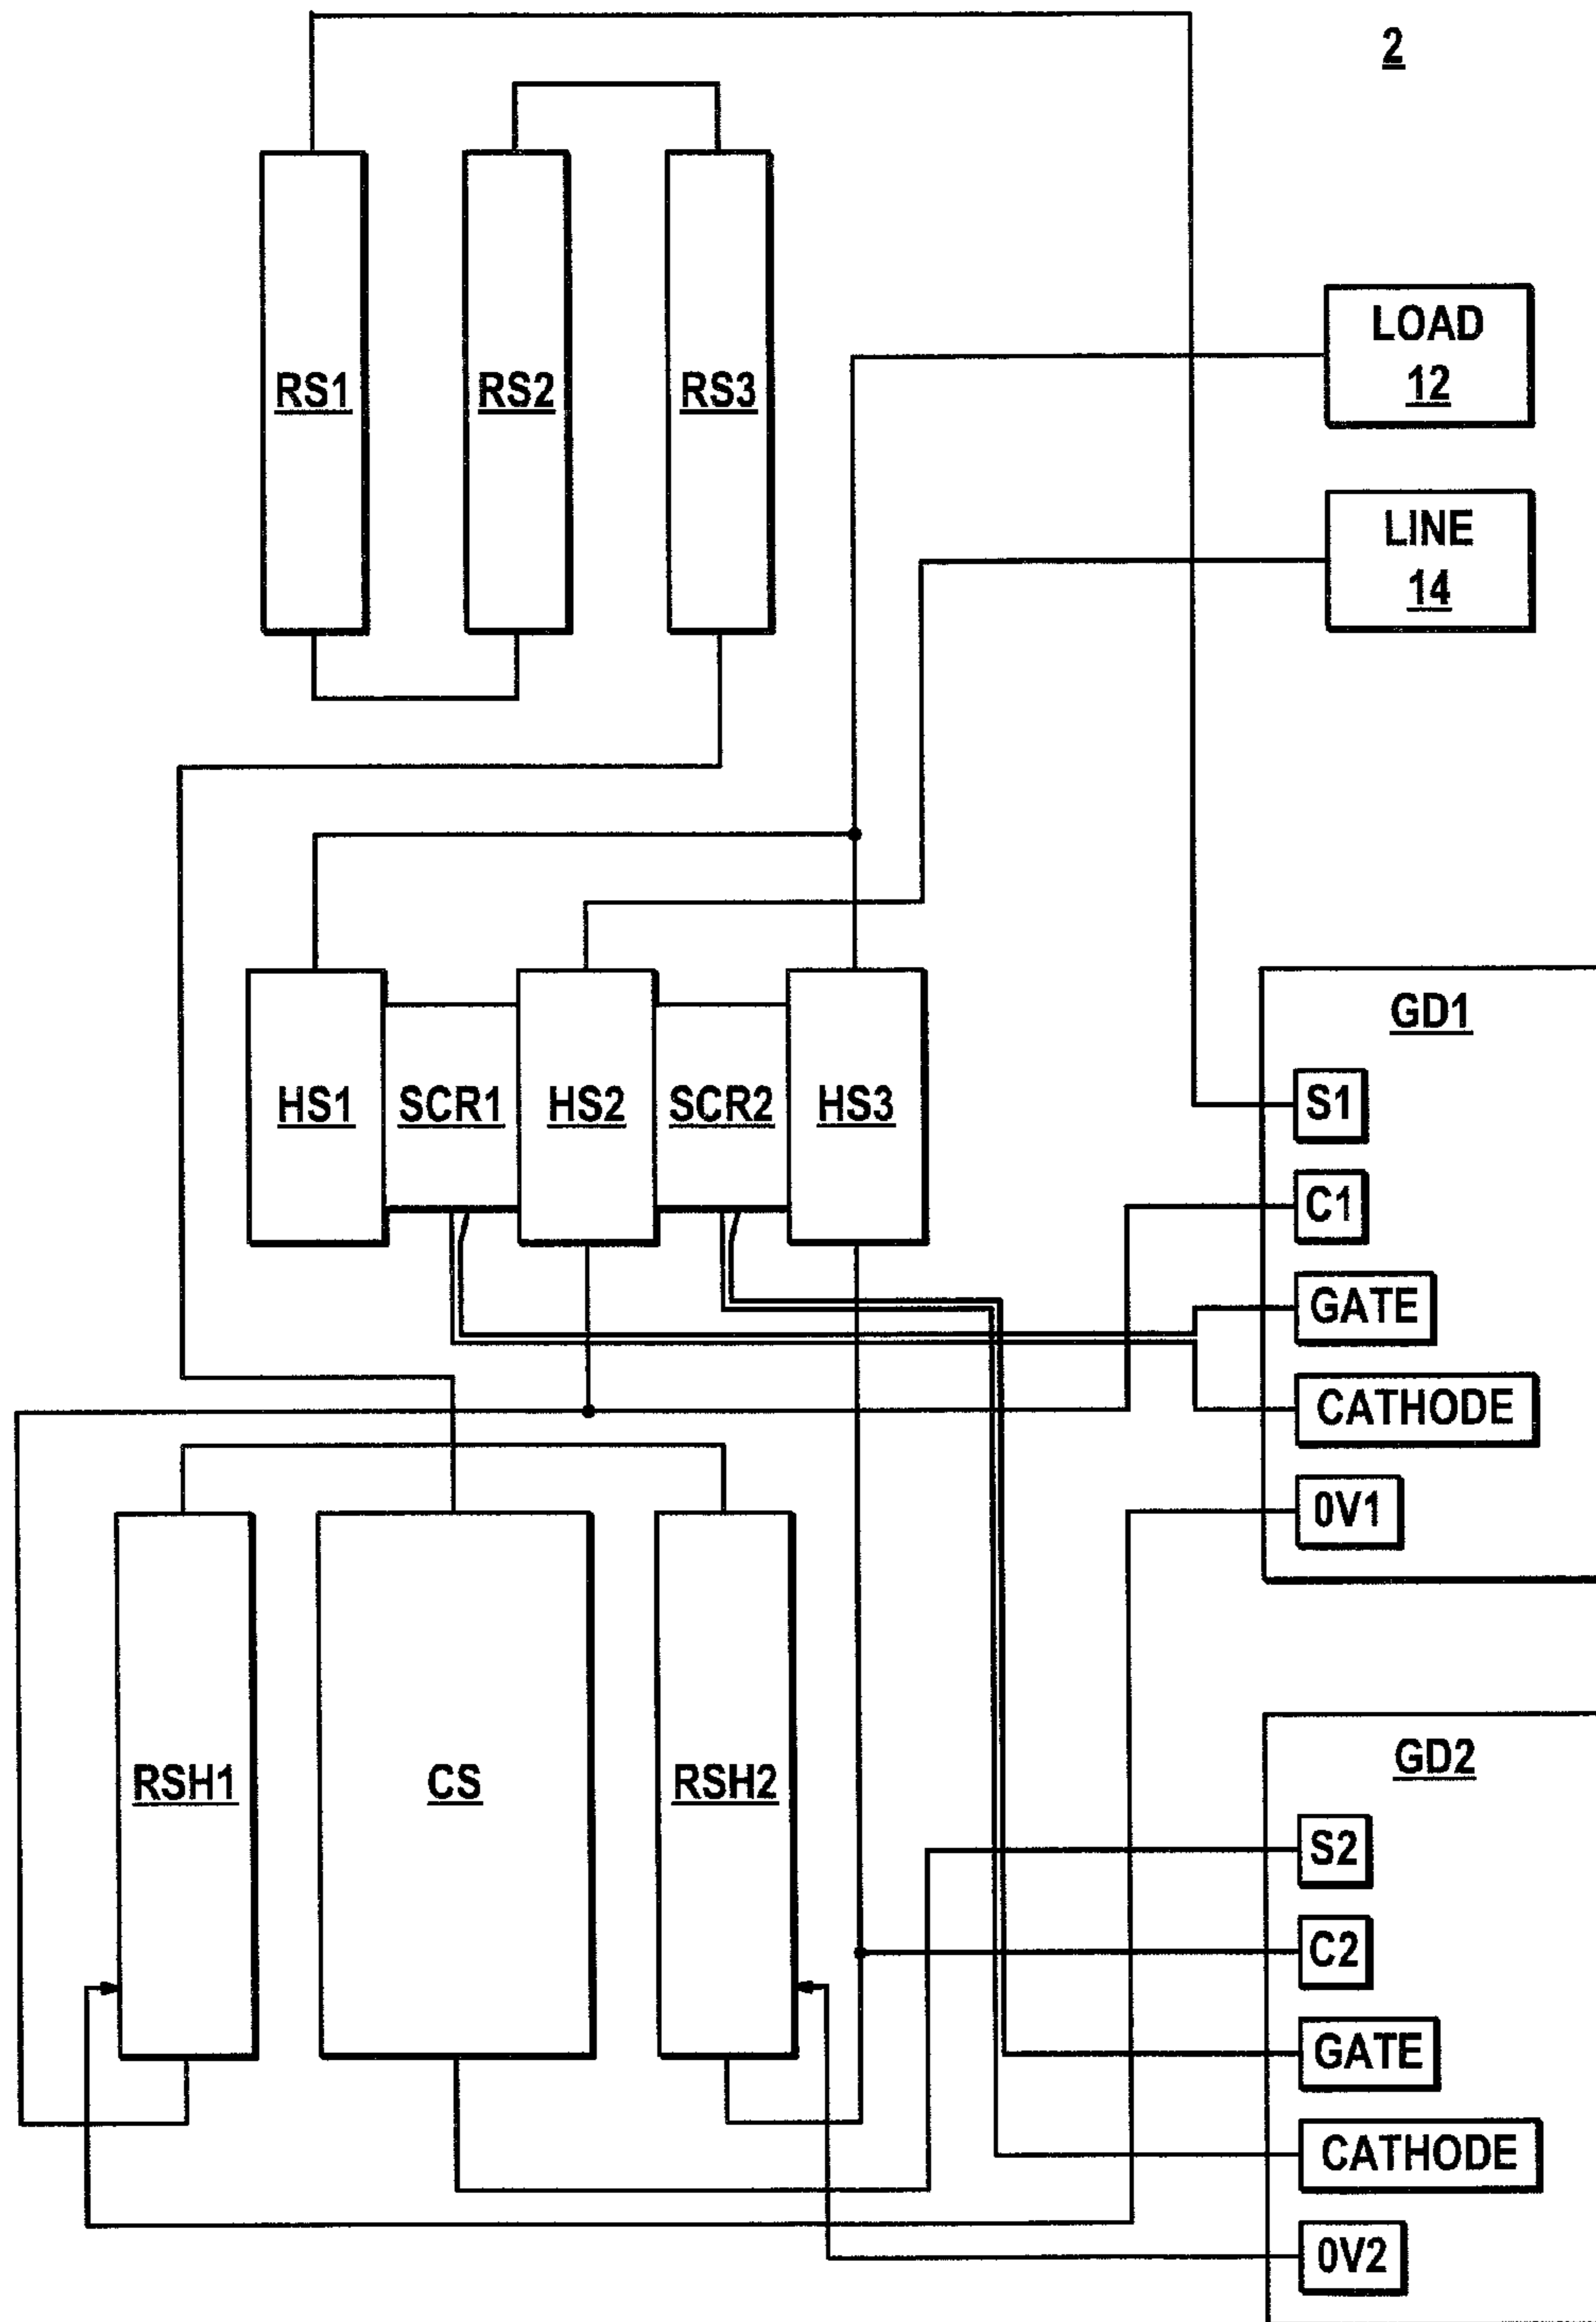 2
RS1
RS2
RS3
LOAD
12
LINE
14
HS1
SCR1
HS2
SCR2
HS3
GD1
S1
C1
GATE
CATHODE
0V1
RSH1
CS
RSH2
GD2
S2
C2
GATE
CATHODE
0V2